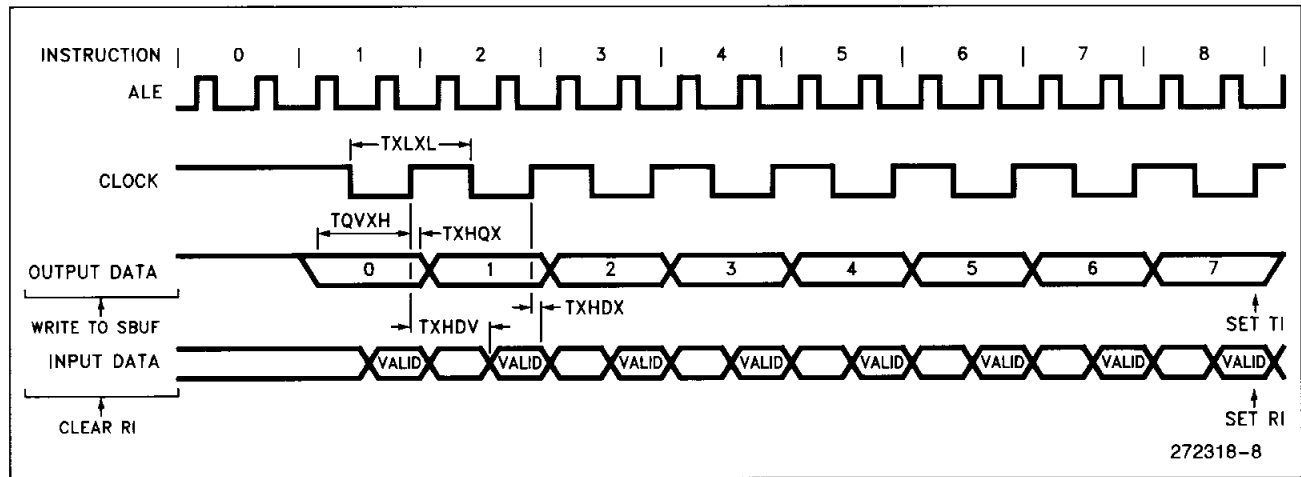 INSTRUCTION | 0 | 1 | 2 | 3 | 4 | 5 | 6 | 7 | 8 |
ALE
TXLXL
CLOCK
TQVXH
TXHQX
OUTPUT DATA 0 1 2 3 4 5 6 7
WRITE TO SBUF
TXHDV
TXHDX
SET TI
INPUT DATA VALID VALID VALID VALID VALID VALID VALID VALID
CLEAR RI
SET RI
272318-8